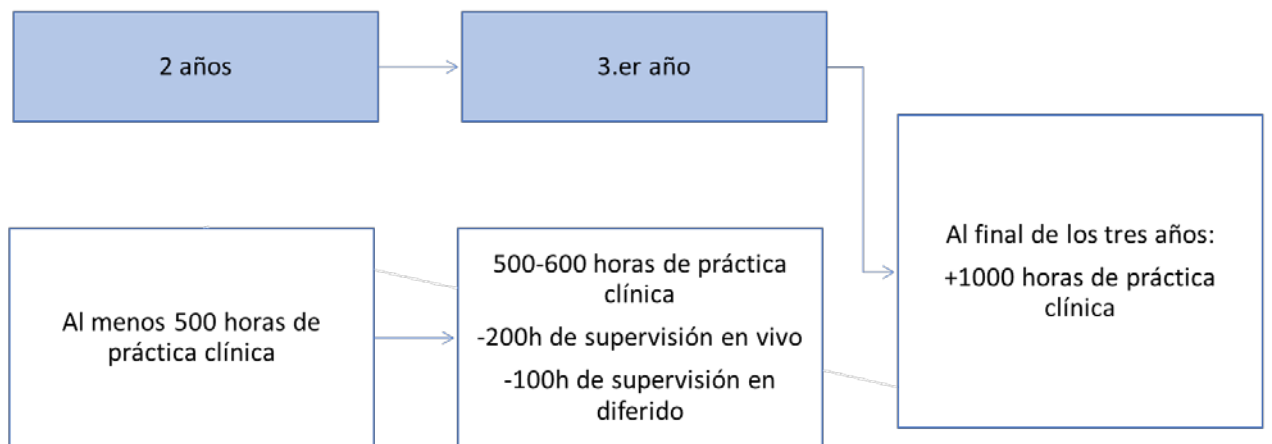 2 años
3.er año
Al menos 500 horas de
práctica clínica
500-600 horas de práctica
clínica
-200h de supervisión en vivo
-100h de supervisión en
diferido
Al final de los tres años:
+1000 horas de práctica
clínica